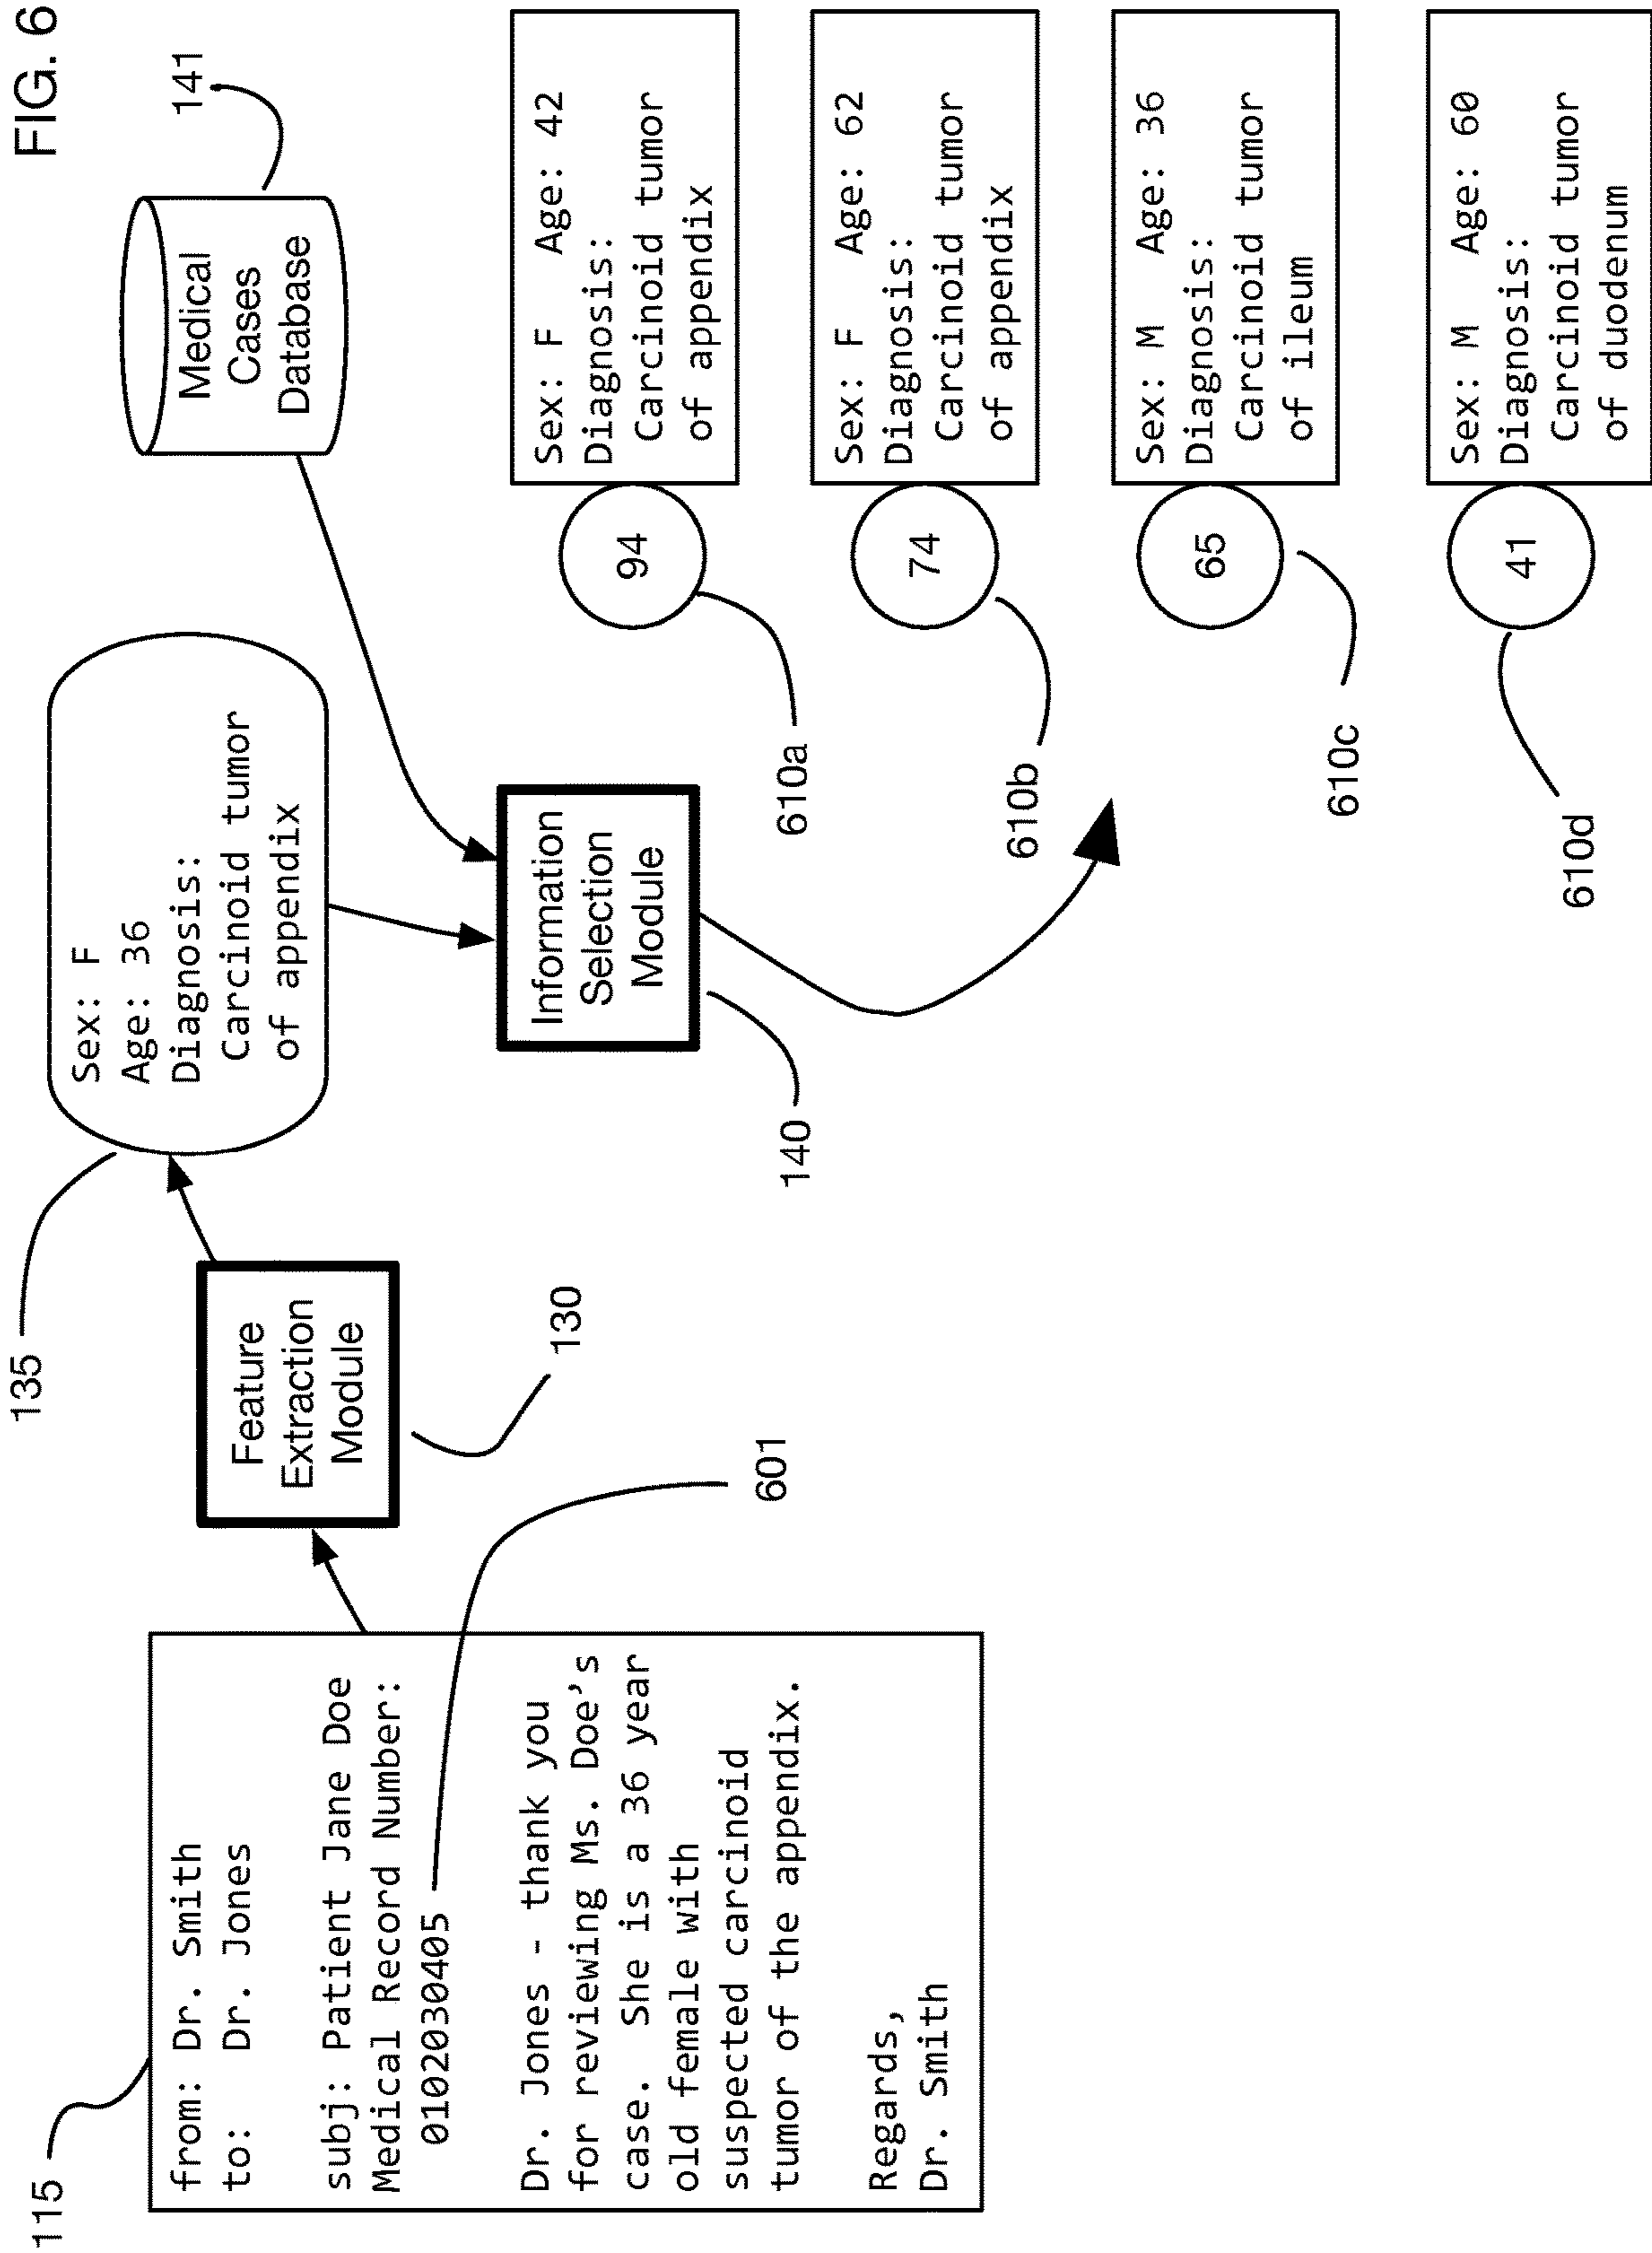 FIG. 6
115
from: Dr. Smith
to:   Dr. Jones
subj: Patient Jane Doe
Medical Record Number:
0102030405
Dr. Jones - thank you
for reviewing Ms. Doe's
case.  She is a 36 year
old female with
suspected carcinoid
tumor of the appendix.
Regards,
Dr. Smith
601
Feature
Extraction
Module
130
135
Sex: F
Age: 36
Diagnosis:
Carcinoid tumor
of appendix
Medical
Cases
Database
141
Information
Selection
Module
140
610a
94
Sex: F   Age: 42
Diagnosis:
Carcinoid tumor
of appendix
610b
74
Sex: F   Age: 62
Diagnosis:
Carcinoid tumor
of appendix
610c
65
Sex: M   Age: 36
Diagnosis:
Carcinoid tumor
of ileum
610d
41
Sex: M   Age: 60
Diagnosis:
Carcinoid tumor
of duodenum